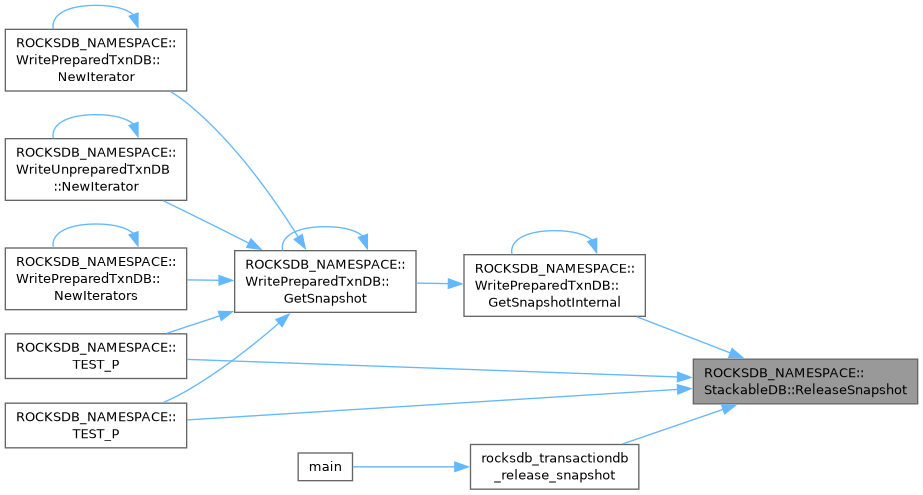 ROCKSDB_NAMESPACE::
WritePreparedTxnDB::
NewIterator
ROCKSDB_NAMESPACE::
WriteUnpreparedTxnDB
::NewIterator
ROCKSDB_NAMESPACE::
WritePreparedTxnDB::
NewIterators
ROCKSDB_NAMESPACE::
TEST_P
ROCKSDB_NAMESPACE::
TEST_P
ROCKSDB_NAMESPACE::
WritePreparedTxnDB::
GetSnapshot
main
ROCKSDB_NAMESPACE::
WritePreparedTxnDB::
GetSnapshotInternal
rocksdb_transactiondb
_release_snapshot
ROCKSDB_NAMESPACE::
StackableDB::ReleaseSnapshot